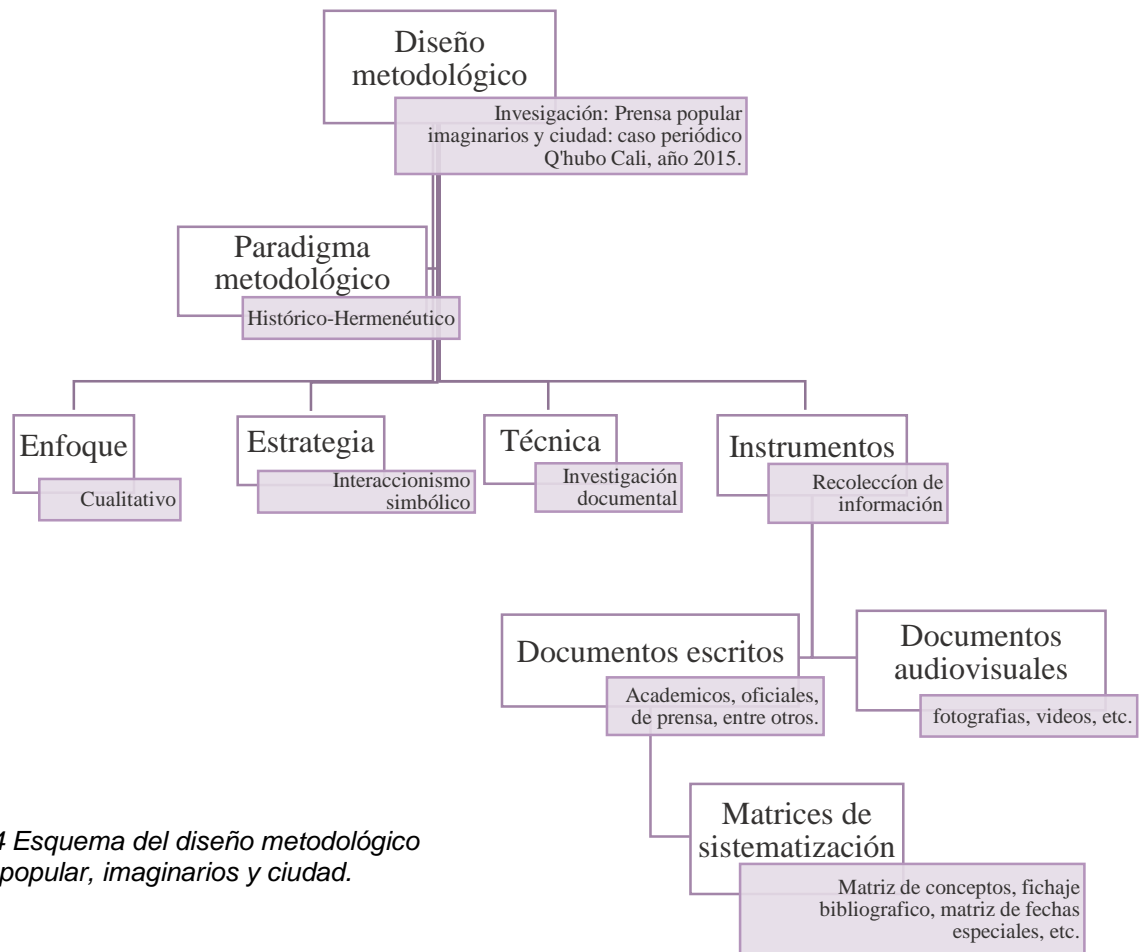 Diseño
metodológico
Invesigación: Prensa popular
imaginarios y ciudad: caso periódico
Q'hubo Cali, año 2015.
Paradigma
metodológico
Histórico-Hermenéutico
Enfoque
Cualitativo
Estrategia
Interaccionismo
simbólico
Técnica
Investigación
documental
Instrumentos
Recoleccíon de
información
Documentos escritos
Academicos, oficiales,
de prensa, entre otros.
Documentos
audiovisuales
fotografias, videos, etc.
Matrices de
sistematización
Matriz de conceptos, fichaje
bibliografico, matriz de fechas
especiales, etc.
4 Esquema del diseño metodológico
popular, imaginarios y ciudad.